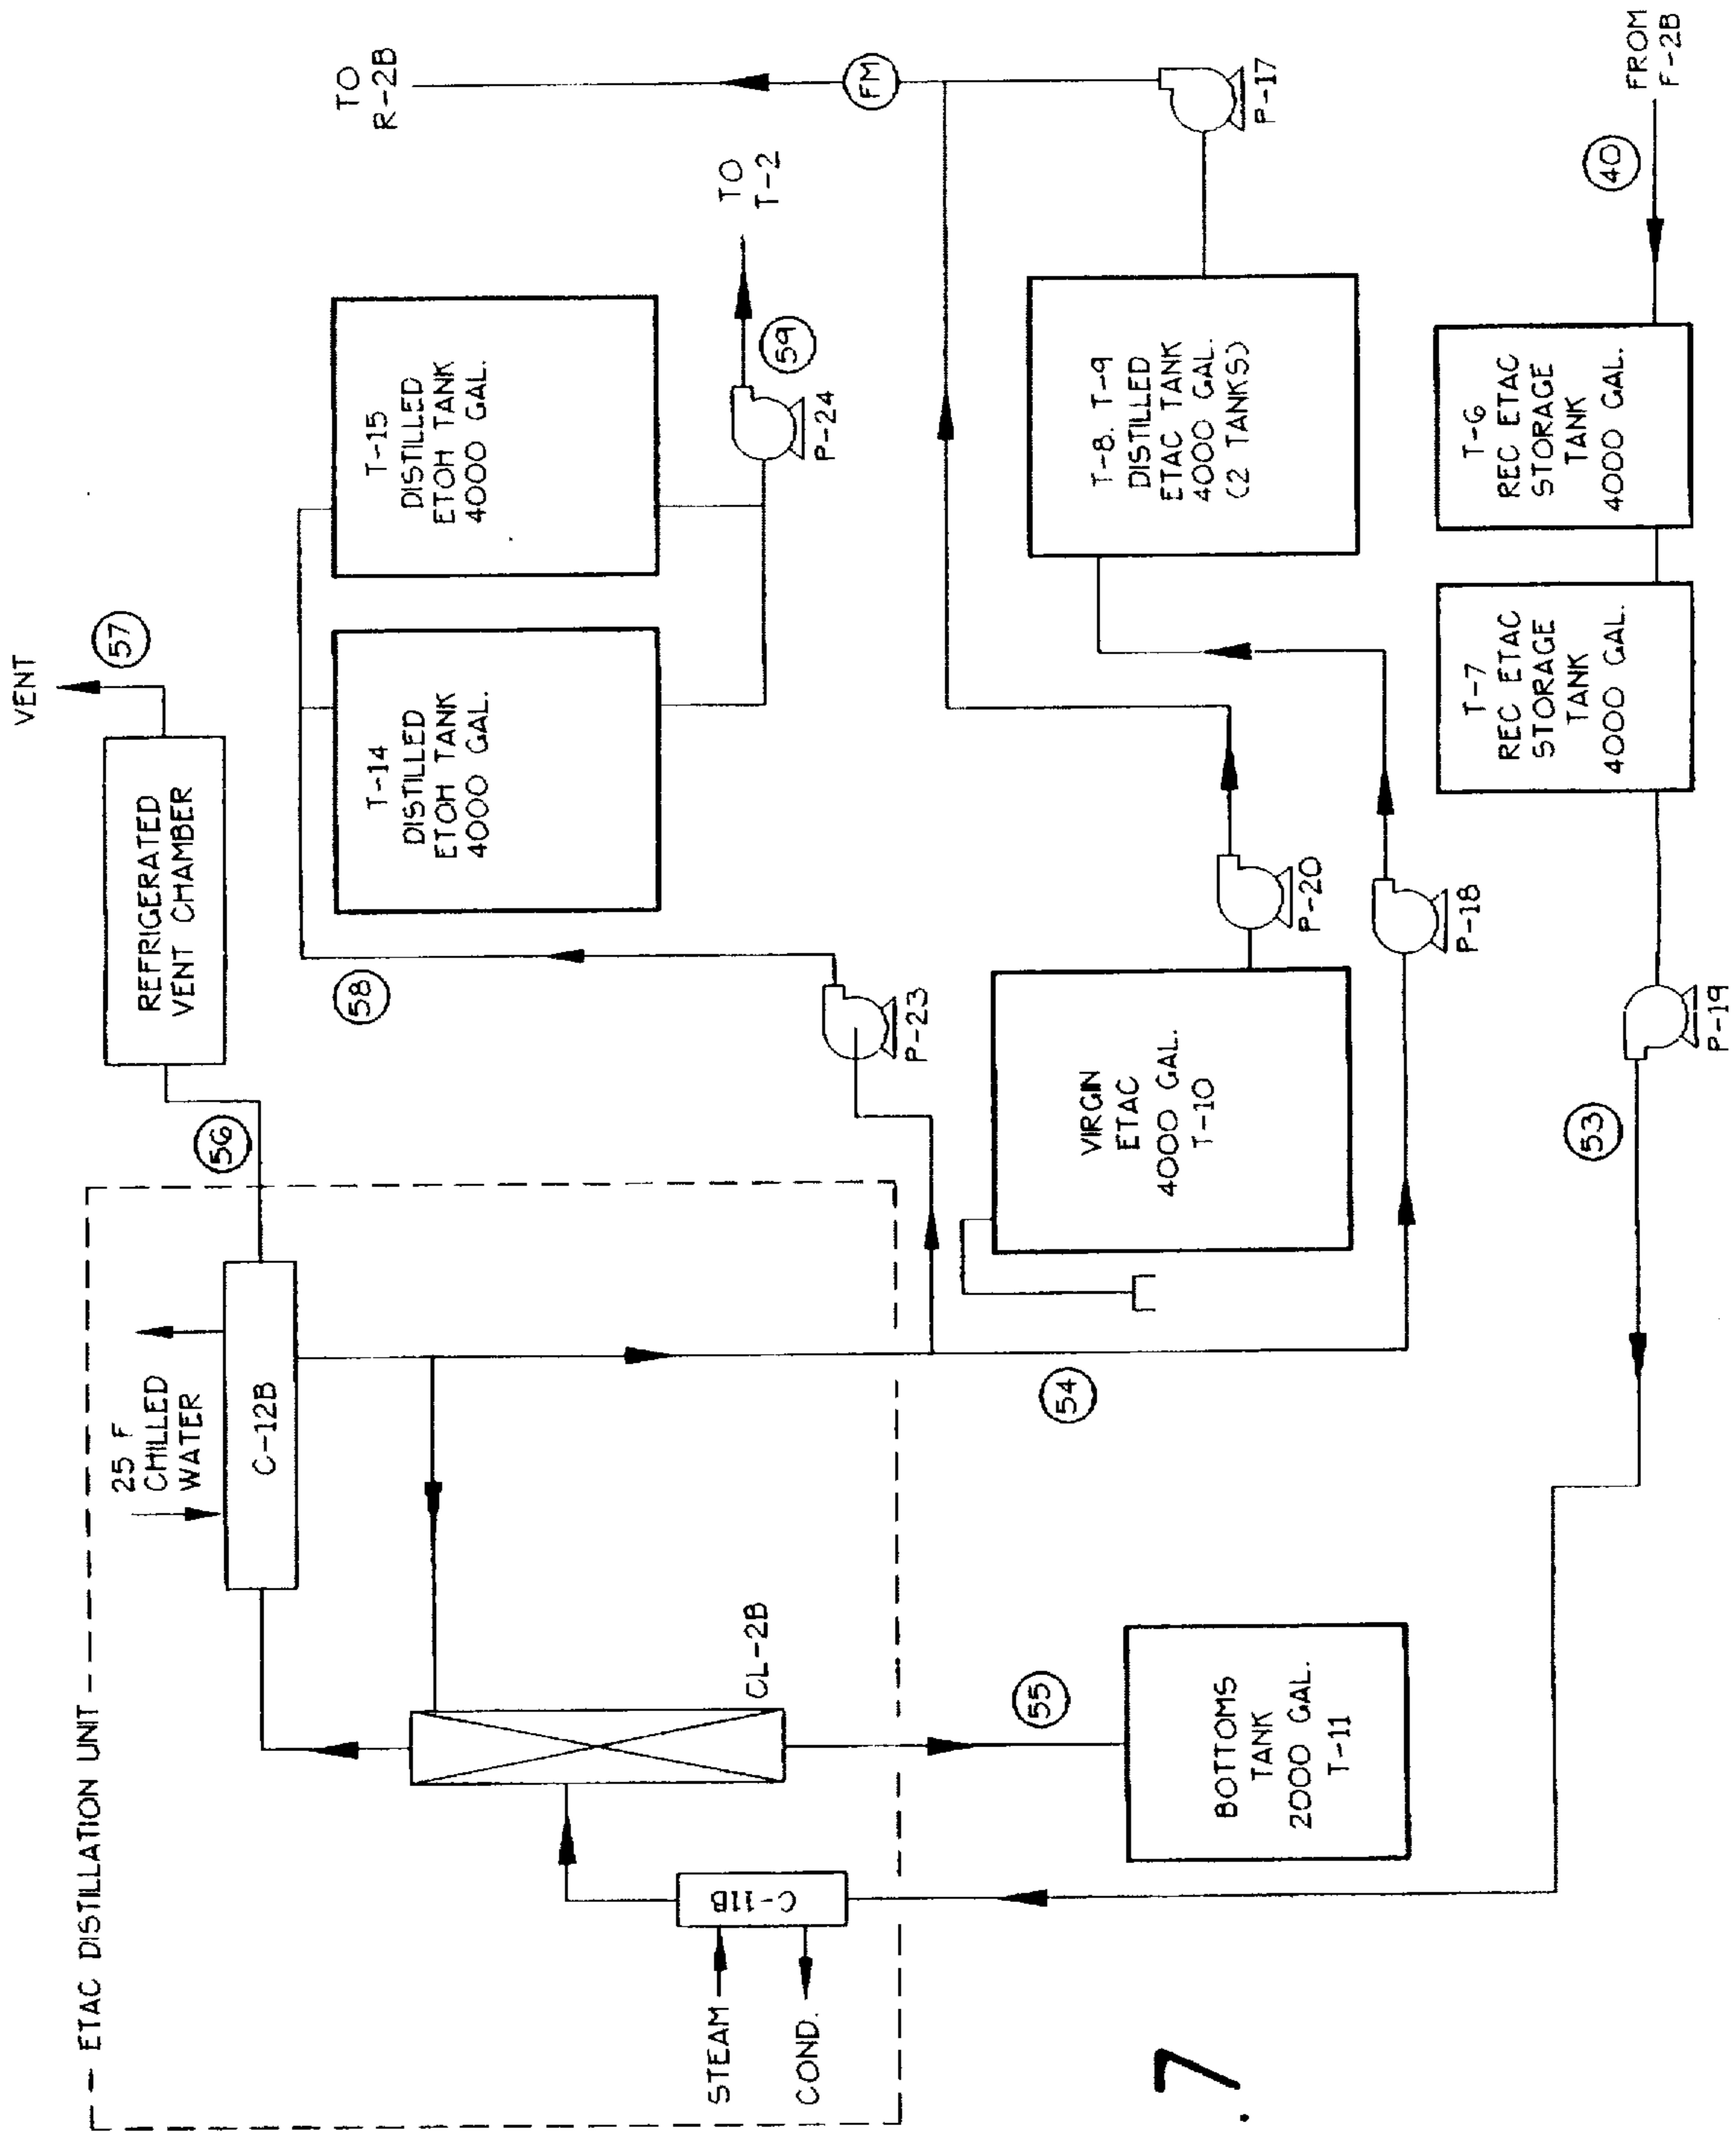 VENT
57
REFRIGERATED
VENT CHAMBER
56
ETAC DISTILLATION UNIT
25 F
CHILLED
WATER
C-12B
CL-2B
C-11B
STEAM
COND.
55
BOTTOMS
TANK
2000 GAL.
T-11
54
58
P-23
T-14
DISTILLED
ETOH TANK
4000 GAL.
T-15
DISTILLED
ETOH TANK
4000 GAL.
P-24
59
TO
T-2
TO
R-2B
FM
P-17
VIRGIN
ETAC
4000 GAL.
T-10
P-20
P-18
T-8. T-9
DISTILLED
ETAC TANK
4000 GAL.
(2 TANKS)
T-7
REC ETAC
STORAGE
TANK
4000 GAL.
T-6
REC ETAC
STORAGE
TANK
4000 GAL.
40
FROM
F-2B
P-19
53
.7